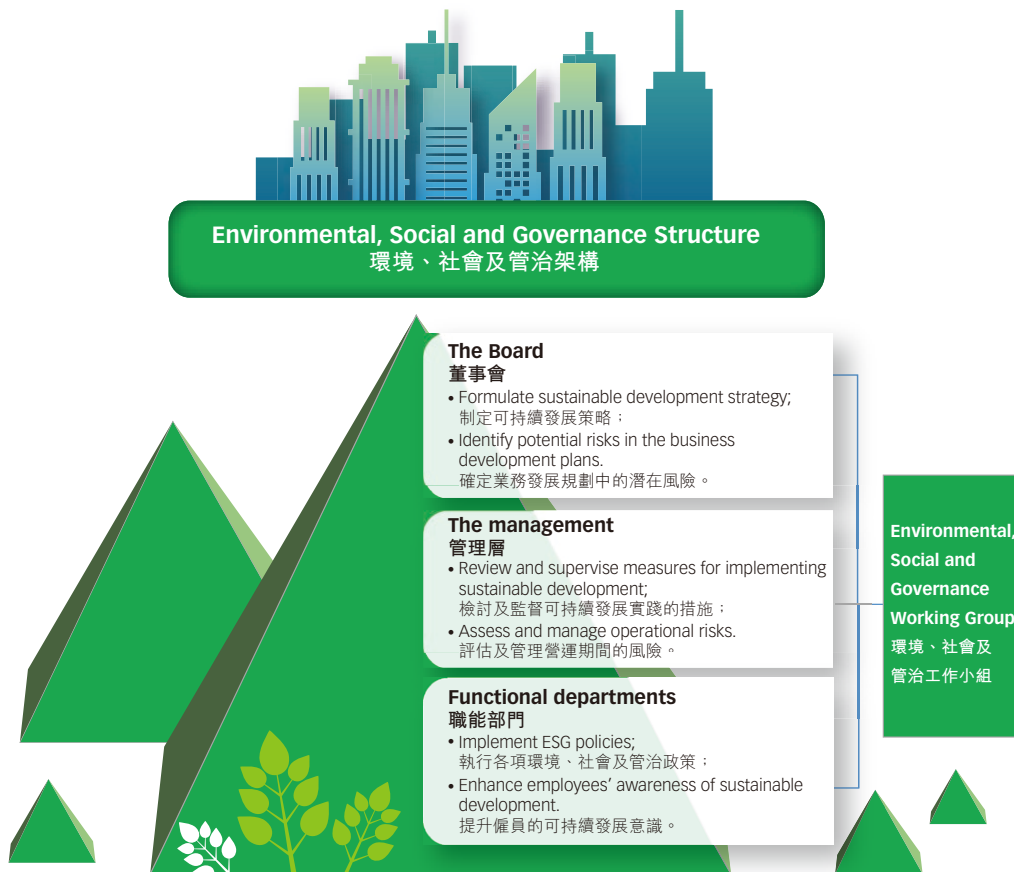 Environmental, Social and Governance Structure
環境、社會及管治架構
The Board
董事會
• Formulate sustainable development strategy;
制定可持續發展策略；
• Identify potential risks in the business
development plans.
確定業務發展規劃中的潛在風險。
The management
管理層
• Review and supervise measures for implementing
sustainable development;
檢討及監督可持續發展實踐的措施；
• Assess and manage operational risks.
評估及管理營運期間的風險。
Functional departments
職能部門
• Implement ESG policies;
執行各項環境、社會及管治政策；
• Enhance employees’ awareness of sustainable
development.
提升僱員的可持續發展意識。
Environmental,
Social and
Governance
Working Group
環境、社會及
管治工作小組